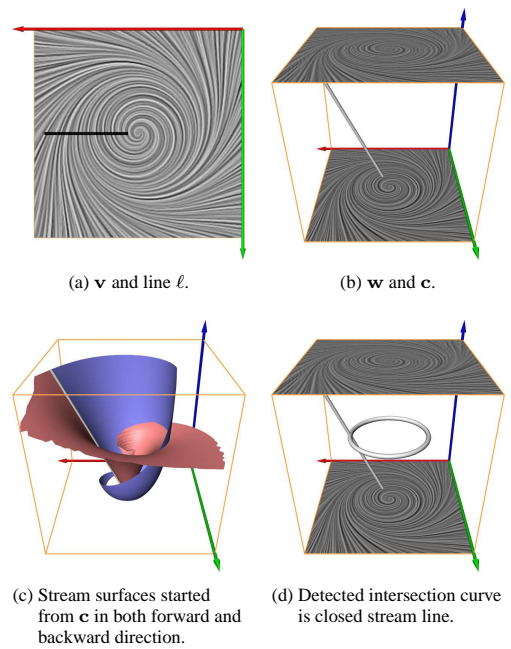 (a) v and line ℓ.
(b) w and c.
(c) Stream surfaces started
from c in both forward and
backward direction.
(d) Detected intersection curve
is closed stream line.